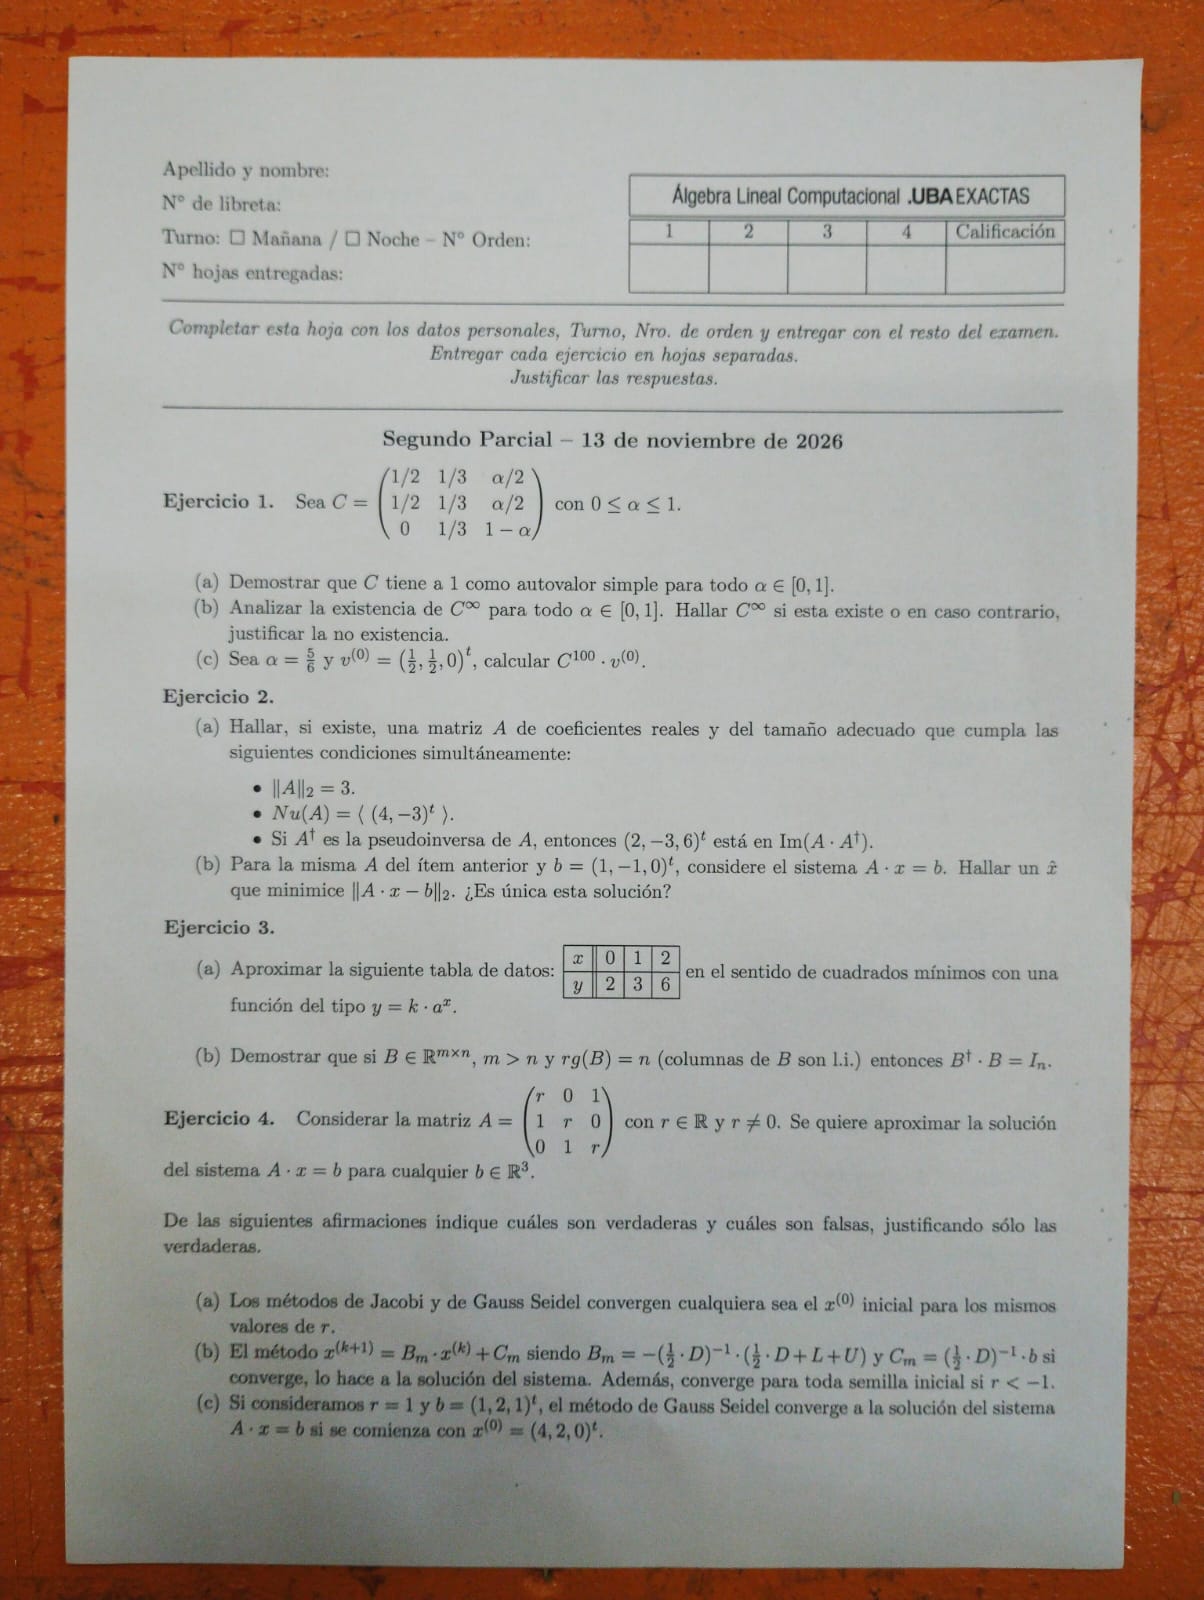 Apellido y nombre:
N° de libreta:
Turno: ☐ Mañana / ☐ Noche – N° Orden:
N° hojas entregadas:
Álgebra Lineal Computacional .UBAEXACTAS
1 2 3 4 Calificación
Completar esta hoja con los datos personales, Turno, Nro. de orden y entregar con el resto del examen.
Entregar cada ejercicio en hojas separadas.
Justificar las respuestas.
Segundo Parcial – 13 de noviembre de 2026
Ejercicio 1. Sea C = (1/2 1/3 α/2; 1/2 1/3 α/2; 0 1/3 1 − α) con 0 ≤ α ≤ 1.
(a) Demostrar que C tiene a 1 como autovalor simple para todo α ∈ [0, 1].
(b) Analizar la existencia de C^∞ para todo α ∈ [0, 1]. Hallar C^∞ si esta existe o en caso contrario,
justificar la no existencia.
(c) Sea α = 5/6 y v^(0) = (1/2, 1/2, 0)^t, calcular C^100 · v^(0).
Ejercicio 2.
(a) Hallar, si existe, una matriz A de coeficientes reales y del tamaño adecuado que cumpla las
siguientes condiciones simultáneamente:
• ‖A‖₂ = 3.
• Nu(A) = ⟨ (4, −3)^t ⟩.
• Si A† es la pseudoinversa de A, entonces (2, −3, 6)^t está en Im(A · A†).
(b) Para la misma A del ítem anterior y b = (1, −1, 0)^t, considere el sistema A · x = b. Hallar un x̂
que minimice ‖A · x − b‖₂. ¿Es única esta solución?
Ejercicio 3.
(a) Aproximar la siguiente tabla de datos: x 0 1 2 en el sentido de cuadrados mínimos con una
y 2 3 6
función del tipo y = k · a^x.
(b) Demostrar que si B ∈ ℝ^(m×n), m > n y rg(B) = n (columnas de B son l.i.) entonces B† · B = I_n.
Ejercicio 4. Considerar la matriz A = (r 0 1; 1 r 0; 0 1 r) con r ∈ ℝ y r ≠ 0. Se quiere aproximar la solución
del sistema A · x = b para cualquier b ∈ ℝ³.
De las siguientes afirmaciones indique cuáles son verdaderas y cuáles son falsas, justificando sólo las
verdaderas.
(a) Los métodos de Jacobi y de Gauss Seidel convergen cualquiera sea el x^(0) inicial para los mismos
valores de r.
(b) El método x^(k+1) = B_m · x^(k) + C_m siendo B_m = −(1/2 · D)^−1 · (1/2 · D + L + U) y C_m = (1/2 · D)^−1 · b si
converge, lo hace a la solución del sistema. Además, converge para toda semilla inicial si r < −1.
(c) Si consideramos r = 1 y b = (1, 2, 1)^t, el método de Gauss Seidel converge a la solución del sistema
A · x = b si se comienza con x^(0) = (4, 2, 0)^t.